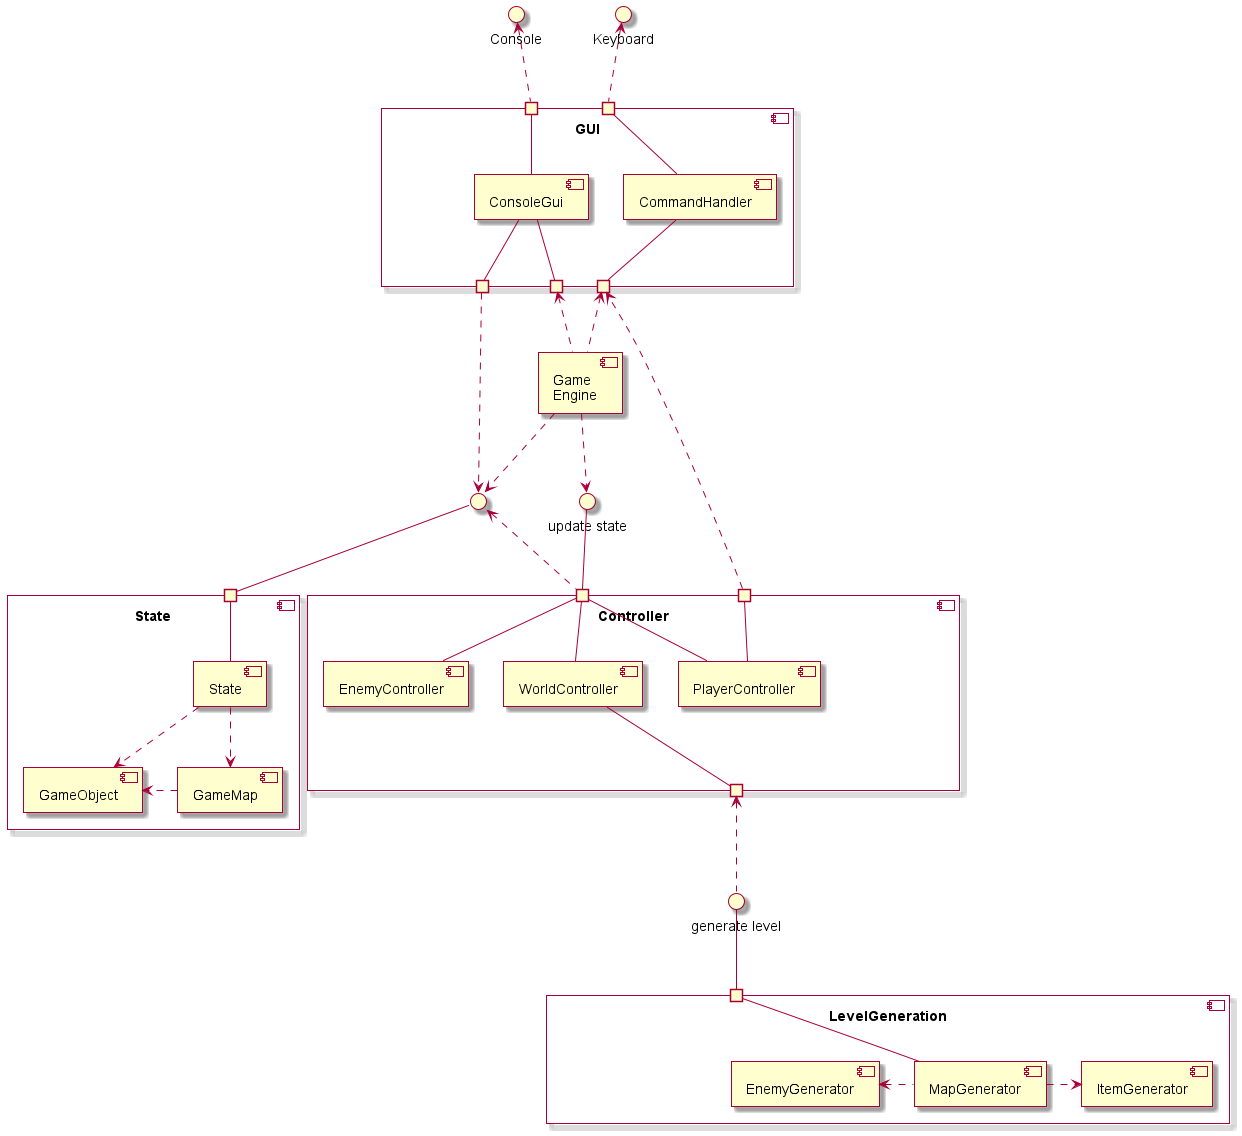 Console
Keyboard
GUI
ConsoleGui
CommandHandler
Game
Engine
update state
State
Controller
EnemyController
WorldController
PlayerController
State
GameObject
GameMap
generate level
LevelGeneration
EnemyGenerator
MapGenerator
ItemGenerator